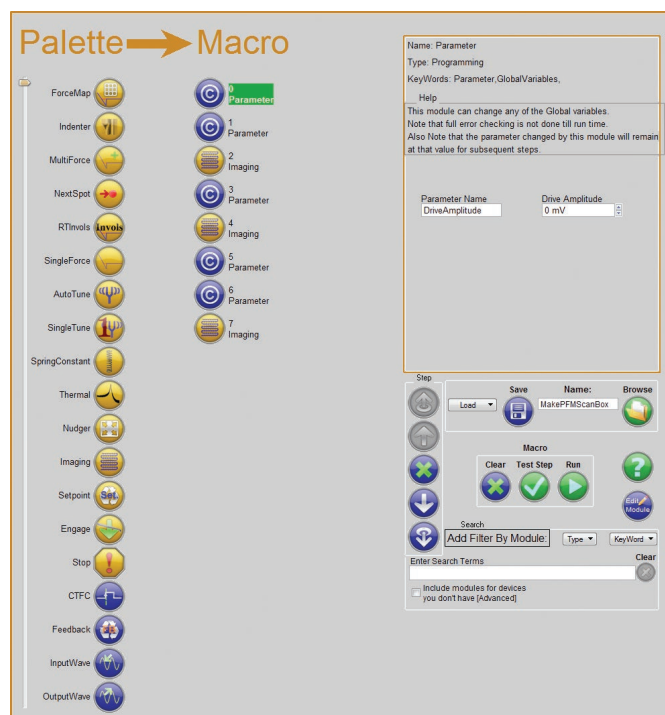 Palette Macro
ForceMap
Indenter
MultiForce
NextSpot
RTInvols
Invols
SingleForce
AutoTune
SingleTune
1
SpringConstant
Thermal
Nudger
Imaging
Setpoint
Set.
Engage
Stop
!
CTFC
Feedback
InputWave
OutputWave
C
0
Parameter
C
1
Parameter
2
Imaging
C
3
Parameter
4
Imaging
C
5
Parameter
C
6
Parameter
7
Imaging
Name: Parameter
Type: Programming
KeyWords: Parameter,GlobalVariables,
Help
This module can change any of the Global variables.
Note that full error checking is not done till run time.
Also Note that the parameter changed by this module will remain
at that value for subsequent steps.
Parameter Name
DriveAmplitude
Drive Amplitude
0 mV
Step
Load
Save
Name:
MakePFMScanBox
Browse
Macro
Clear Test Step Run
?
Edit
Module
Search
Add Filter By Module:
Type
KeyWord
Enter Search Terms
Clear
Include modules for devices
you don't have [Advanced]